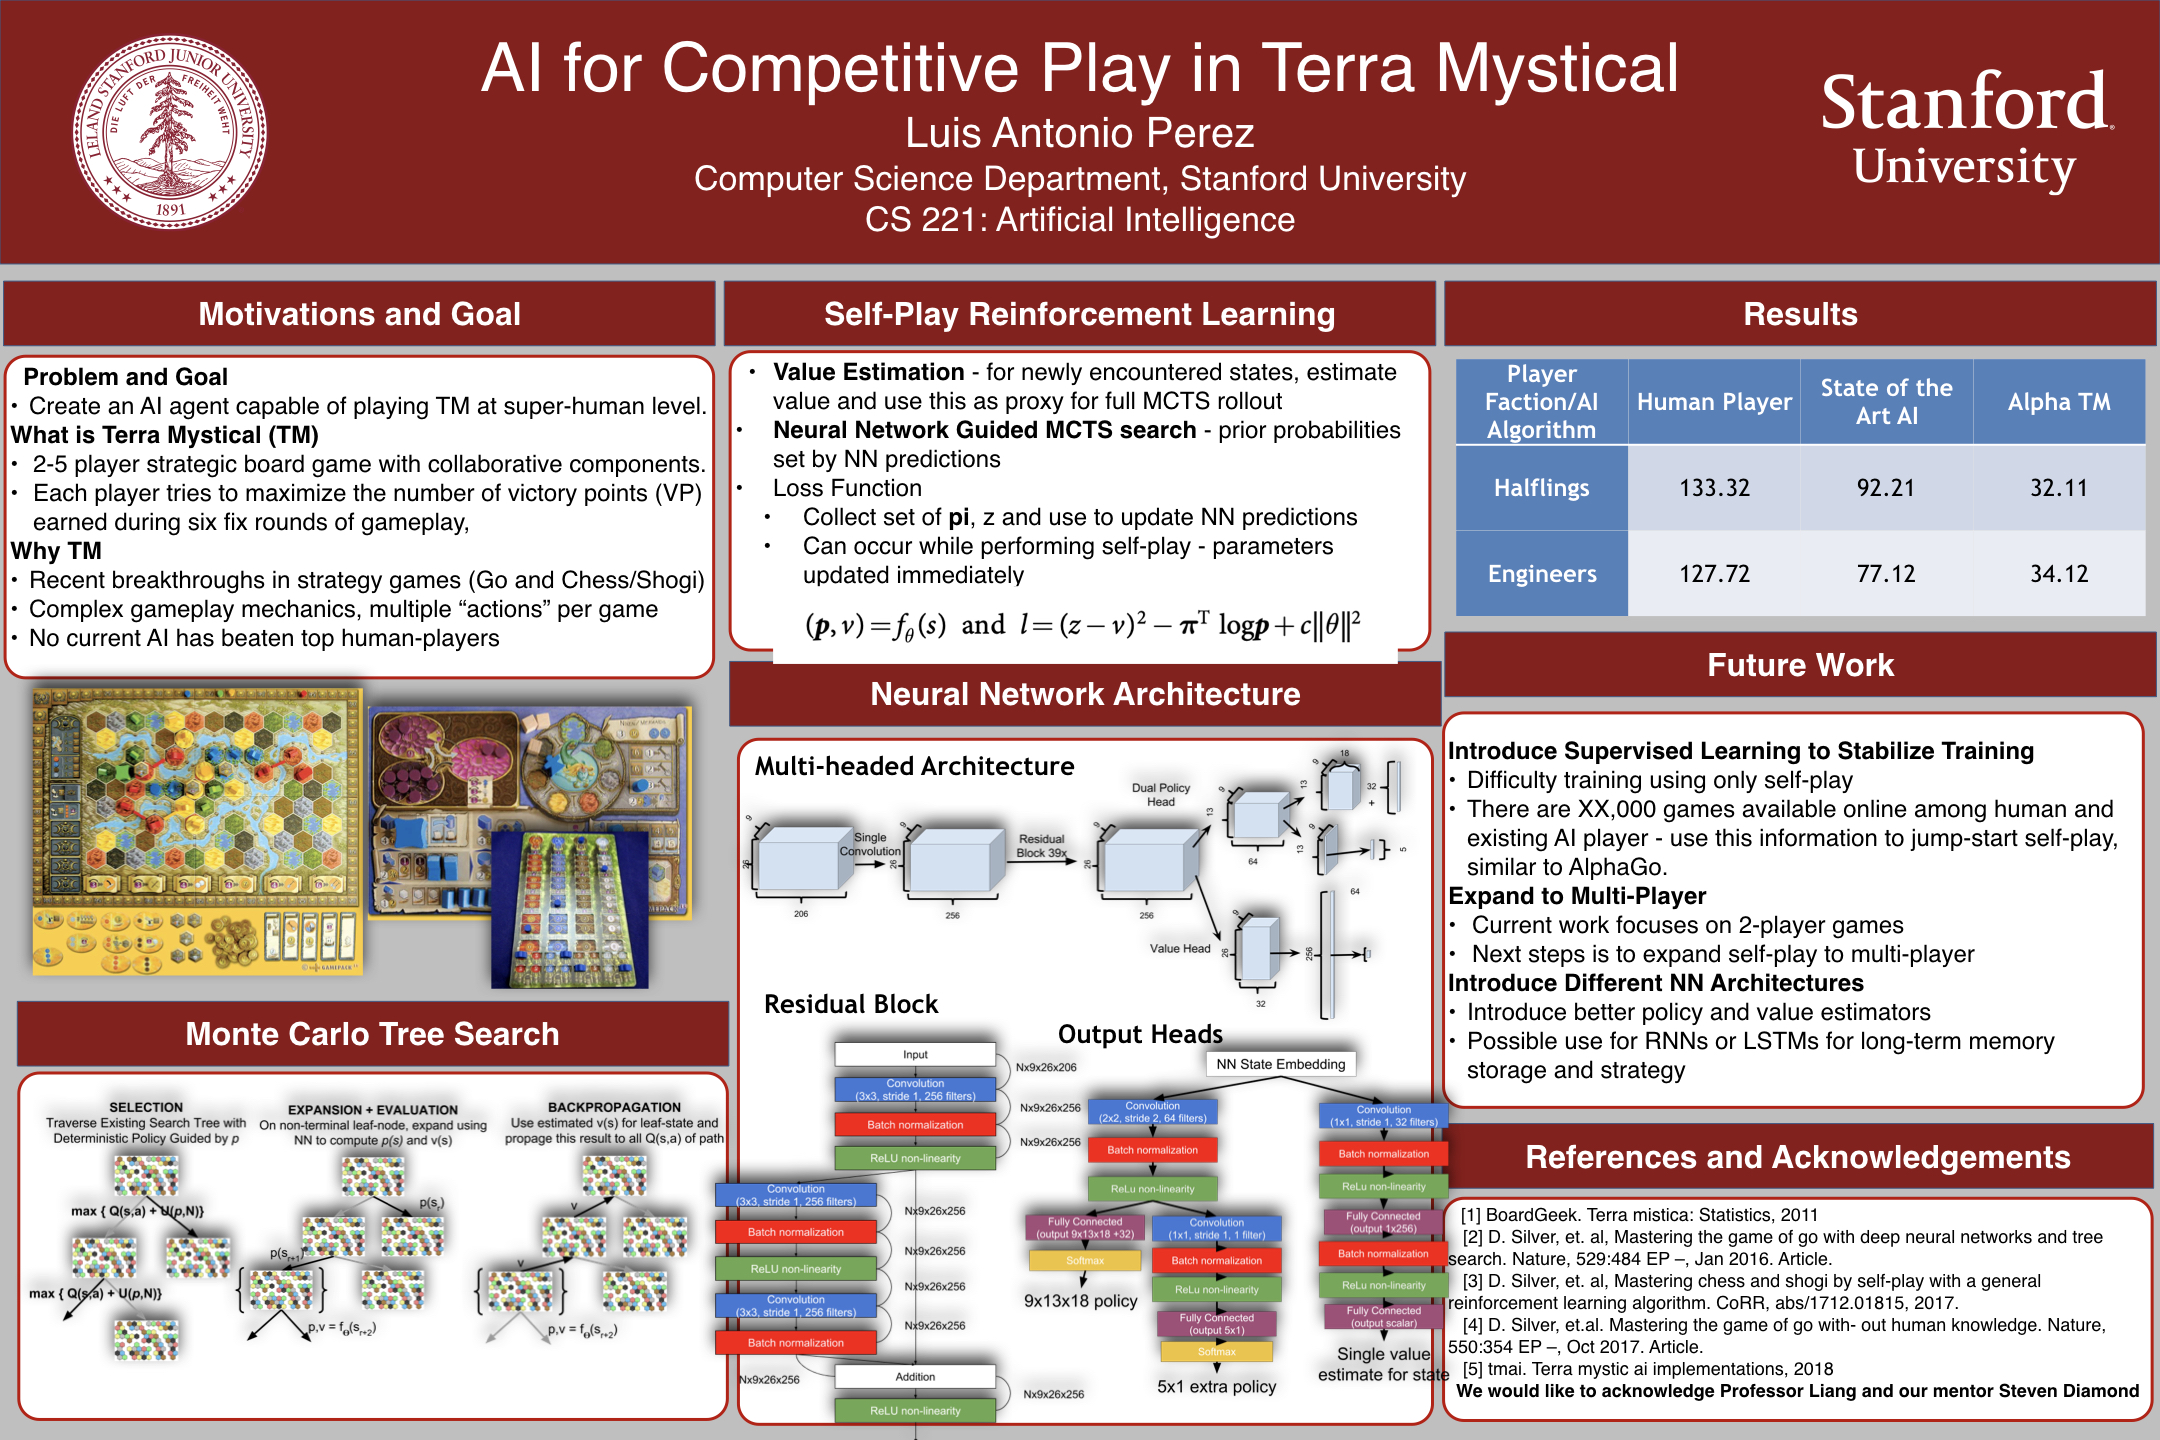 LELAND STANFORD JUNIOR UNIVERSITY
DIE LUFT DER FREIHEIT WEHT
1891
AI for Competitive Play in Terra Mystical
Luis Antonio Perez
Computer Science Department, Stanford University
CS 221: Artificial Intelligence
Stanford
University
Motivations and Goal
Problem and Goal
• Create an AI agent capable of playing TM at super-human level.
What is Terra Mystical (TM)
• 2-5 player strategic board game with collaborative components.
• Each player tries to maximize the number of victory points (VP)
earned during six fix rounds of gameplay,
Why TM
• Recent breakthroughs in strategy games (Go and Chess/Shogi)
• Complex gameplay mechanics, multiple “actions” per game
• No current AI has beaten top human-players
Monte Carlo Tree Search
SELECTION
Traverse Existing Search Tree with
Deterministic Policy Guided by p
max { Q(s,a) + U(p,N)}
max { Q(s,a) + U(p,N)}
EXPANSION + EVALUATION
On non-terminal leaf-node, expand using
NN to compute p(s) and v(s)
p(sᵣ)
p(sᵣ₊₁)
p,v = fθ(sᵣ₊₂)
BACKPROPAGATION
Use estimated v(s) for leaf-state and
propage this result to all Q(s,a) of path
v
v
p,v = fθ(sᵣ₊₂)
Self-Play Reinforcement Learning
• Value Estimation - for newly encountered states, estimate
value and use this as proxy for full MCTS rollout
• Neural Network Guided MCTS search - prior probabilities
set by NN predictions
• Loss Function
• Collect set of pi, z and use to update NN predictions
• Can occur while performing self-play - parameters
updated immediately
(p, v) = fθ(s) and l = (z − v)² − πᵀ log p + c||θ||²
Neural Network Architecture
Multi-headed Architecture
9
26
206
Single
Convolution
9
26
256
Residual
Block 39x
9
26
256
Dual Policy
Head
9
13
64
9
18
13
32
+
9
13
5
Value Head
9
26
32
64
256
Residual Block
Input
Nx9x26x206
Convolution
(3x3, stride 1, 256 filters)
Nx9x26x256
Batch normalization
Nx9x26x256
ReLU non-linearity
Convolution
(3x3, stride 1, 256 filters)
Nx9x26x256
Batch normalization
Nx9x26x256
ReLU non-linearity
Nx9x26x256
Convolution
(3x3, stride 1, 256 filters)
Nx9x26x256
Batch normalization
Nx9x26x256
Addition
Nx9x26x256
ReLU non-linearity
Output Heads
NN State Embedding
Convolution
(2x2, stride 2, 64 filters)
Batch normalization
ReLu non-linearity
Fully Connected
(output 9x13x18 +32)
Softmax
9x13x18 policy
Convolution
(1x1, stride 1, 1 filter)
Batch normalization
ReLU non-linearity
Fully Connected
(output 5x1)
Softmax
5x1 extra policy
Convolution
(1x1, stride 1, 32 filters)
Batch normalization
ReLu non-linearity
Fully Connected
(output 1x256)
Batch normalization
ReLu non-linearity
Fully Connected
(output scalar)
Single value
estimate for state
Results
Player Faction/AI Algorithm Human Player State of the Art AI Alpha TM
Halflings 133.32 92.21 32.11
Engineers 127.72 77.12 34.12
Future Work
Introduce Supervised Learning to Stabilize Training
• Difficulty training using only self-play
• There are XX,000 games available online among human and
existing AI player - use this information to jump-start self-play,
similar to AlphaGo.
Expand to Multi-Player
• Current work focuses on 2-player games
• Next steps is to expand self-play to multi-player
Introduce Different NN Architectures
• Introduce better policy and value estimators
• Possible use for RNNs or LSTMs for long-term memory
storage and strategy
References and Acknowledgements
[1] BoardGeek. Terra mistica: Statistics, 2011
[2] D. Silver, et. al, Mastering the game of go with deep neural networks and tree
search. Nature, 529:484 EP –, Jan 2016. Article.
[3] D. Silver, et. al, Mastering chess and shogi by self-play with a general
reinforcement learning algorithm. CoRR, abs/1712.01815, 2017.
[4] D. Silver, et.al. Mastering the game of go with- out human knowledge. Nature,
550:354 EP –, Oct 2017. Article.
[5] tmai. Terra mystic ai implementations, 2018
We would like to acknowledge Professor Liang and our mentor Steven Diamond